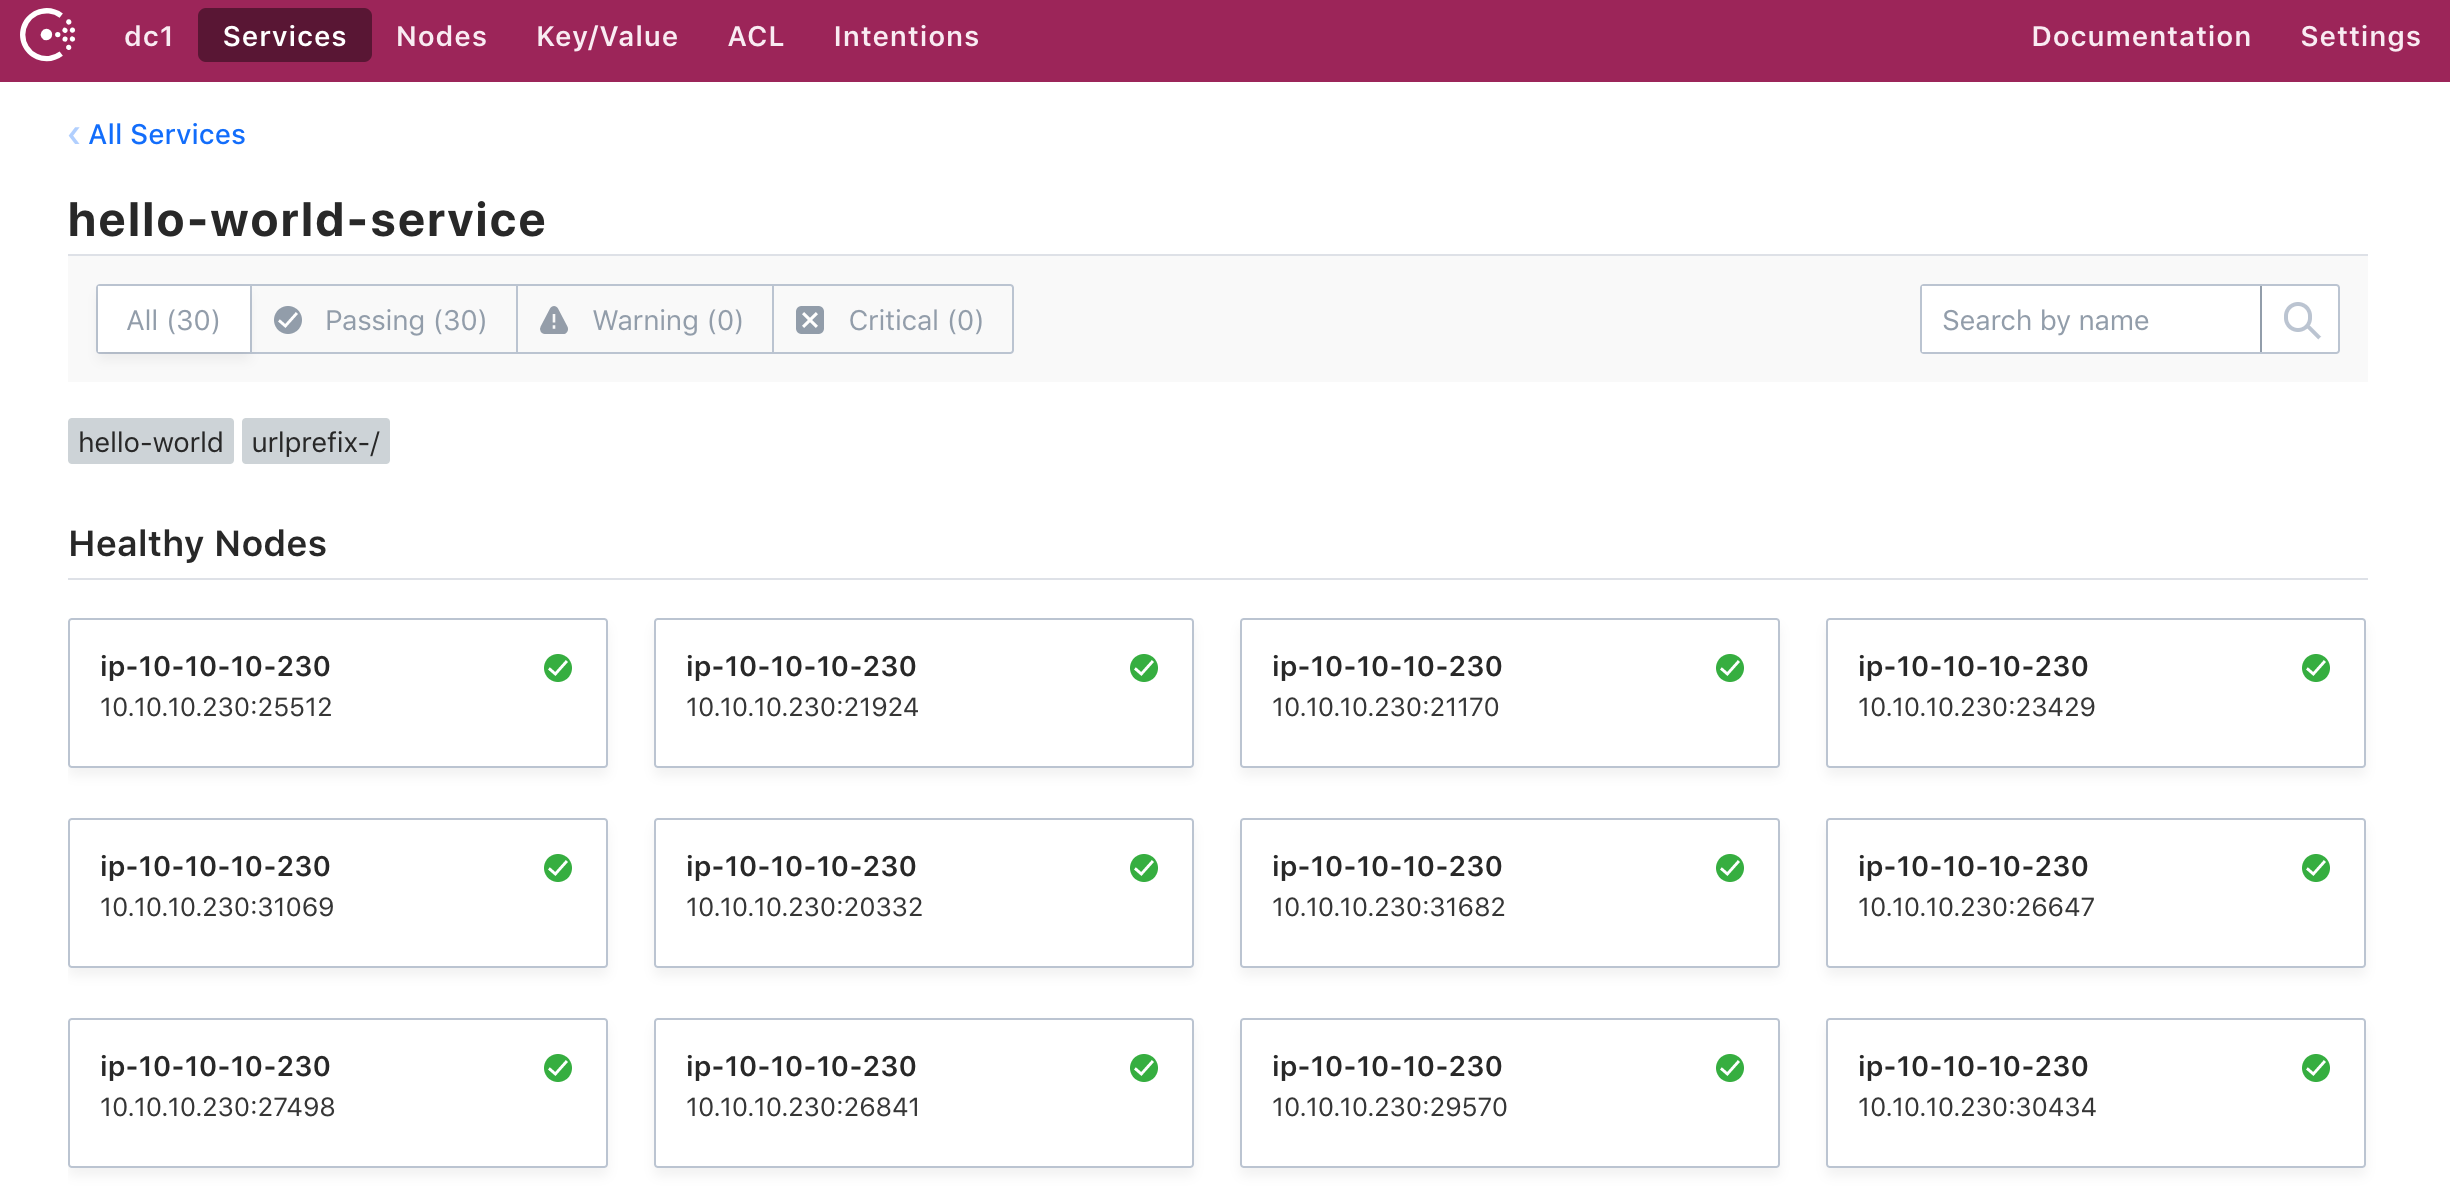 dc1 Services Nodes Key/Value ACL Intentions Documentation Settings
All Services
hello-world-service
All (30) Passing (30) Warning (0) Critical (0) Search by name
hello-world urlprefix-/
Healthy Nodes
ip-10-10-10-230 ip-10-10-10-230 ip-10-10-10-230 ip-10-10-10-230
10.10.10.230:25512 10.10.10.230:21924 10.10.10.230:21170 10.10.10.230:23429
ip-10-10-10-230 ip-10-10-10-230 ip-10-10-10-230 ip-10-10-10-230
10.10.10.230:31069 10.10.10.230:20332 10.10.10.230:31682 10.10.10.230:26647
ip-10-10-10-230 ip-10-10-10-230 ip-10-10-10-230 ip-10-10-10-230
10.10.10.230:27498 10.10.10.230:26841 10.10.10.230:29570 10.10.10.230:30434